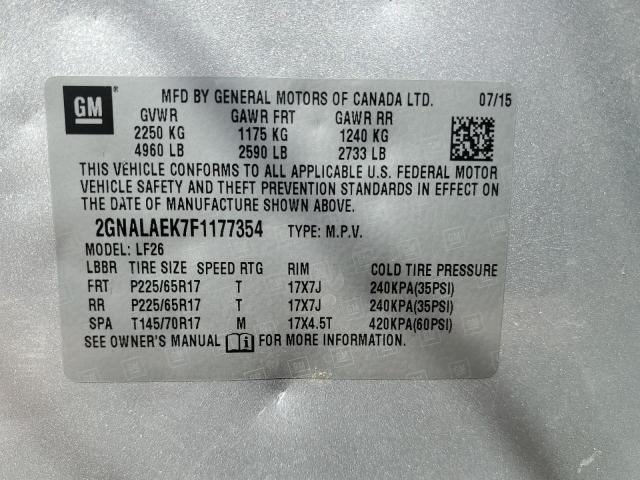 GM
MFD BY GENERAL MOTORS OF CANADA LTD. 07/15
GVWR GAWR FRT GAWR RR
2250 KG 1175 KG 1240 KG
4960 LB 2590 LB 2733 LB
THIS VEHICLE CONFORMS TO ALL APPLICABLE U.S. FEDERAL MOTOR
VEHICLE SAFETY AND THEFT PREVENTION STANDARDS IN EFFECT ON
THE DATE OF MANUFACTURE SHOWN ABOVE.
2GNALAEK7F1177354 TYPE: M.P.V.
MODEL: LF26
LBBR TIRE SIZE SPEED RTG RIM COLD TIRE PRESSURE
FRT P225/65R17 T 17X7J 240KPA(35PSI)
RR P225/65R17 T 17X7J 240KPA(35PSI)
SPA T145/70R17 M 17X4.5T 420KPA(60PSI)
SEE OWNER'S MANUAL FOR MORE INFORMATION.